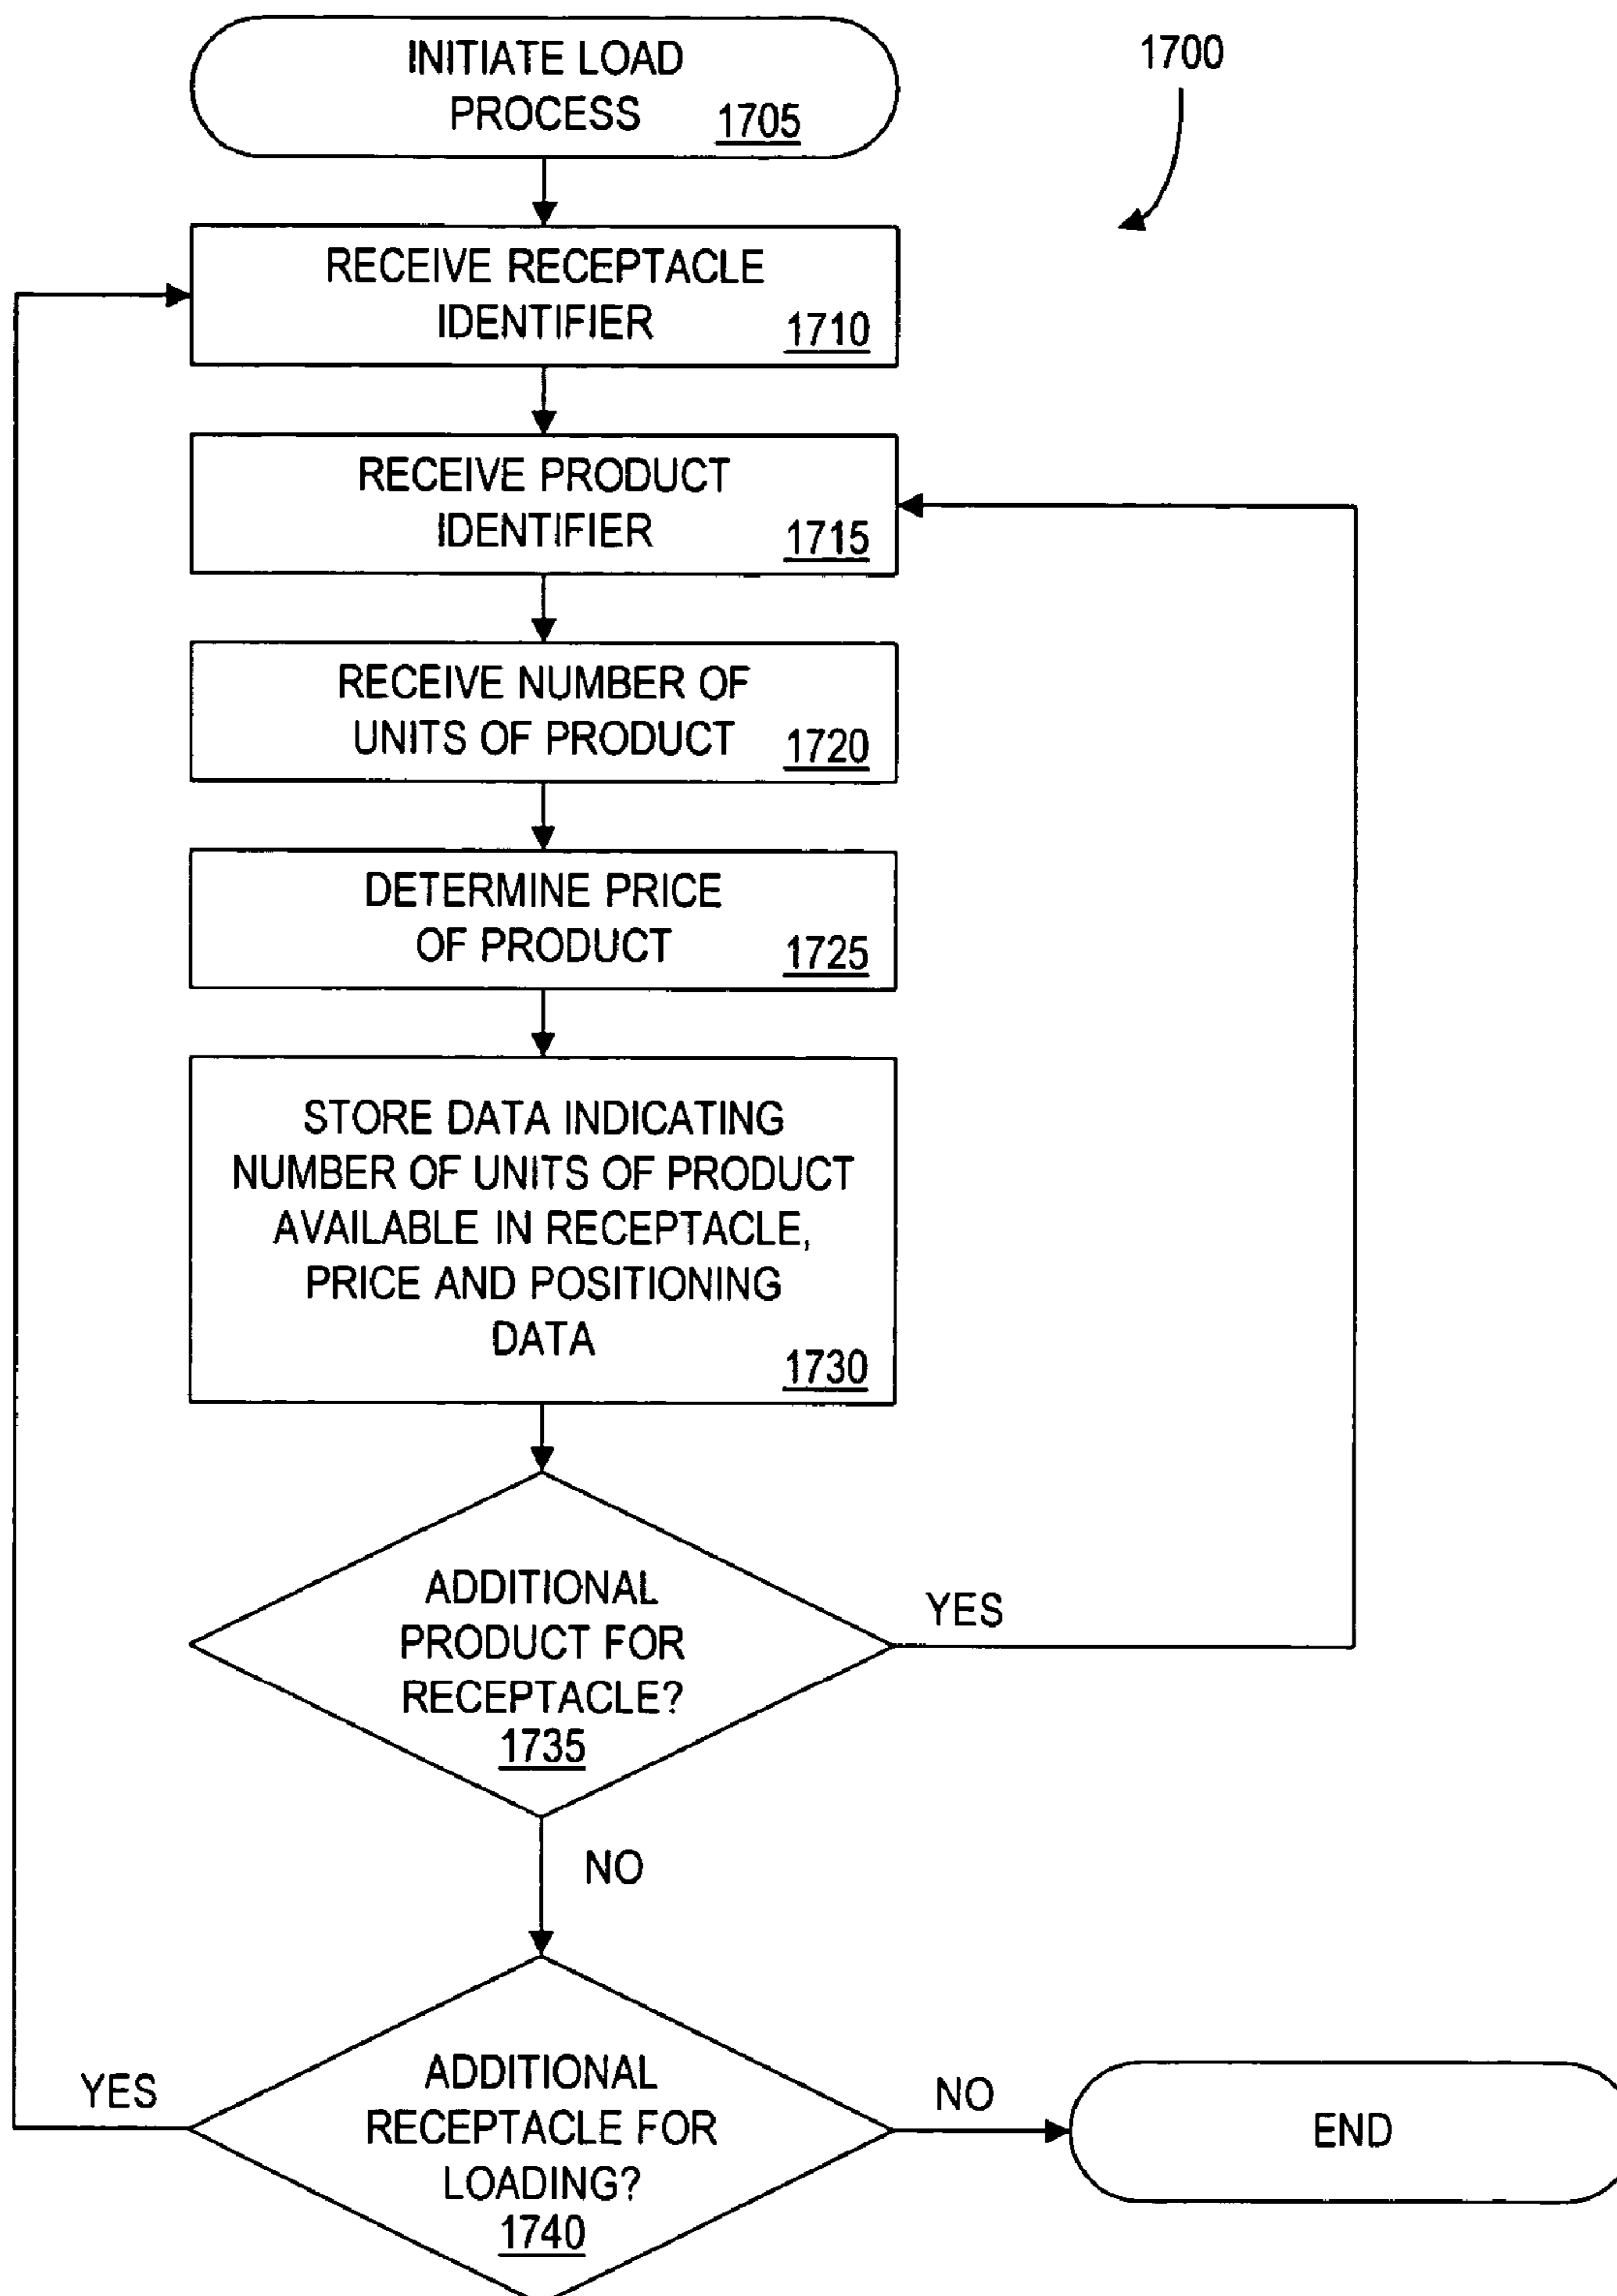 INITIATE LOAD
PROCESS 1705
1700
RECEIVE RECEPTACLE
IDENTIFIER 1710
RECEIVE PRODUCT
IDENTIFIER 1715
RECEIVE NUMBER OF
UNITS OF PRODUCT 1720
DETERMINE PRICE
OF PRODUCT 1725
STORE DATA INDICATING
NUMBER OF UNITS OF PRODUCT
AVAILABLE IN RECEPTACLE,
PRICE AND POSITIONING
DATA
1730
ADDITIONAL
PRODUCT FOR
RECEPTACLE?
1735
YES
NO
ADDITIONAL
RECEPTACLE FOR
LOADING?
1740
YES
NO
END